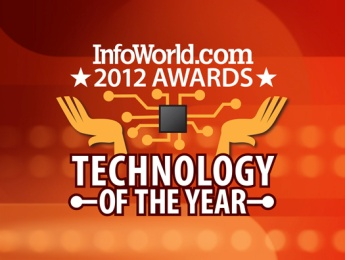 InfoWorld.com
2012 AWARDS
TECHNOLOGY
OF THE YEAR